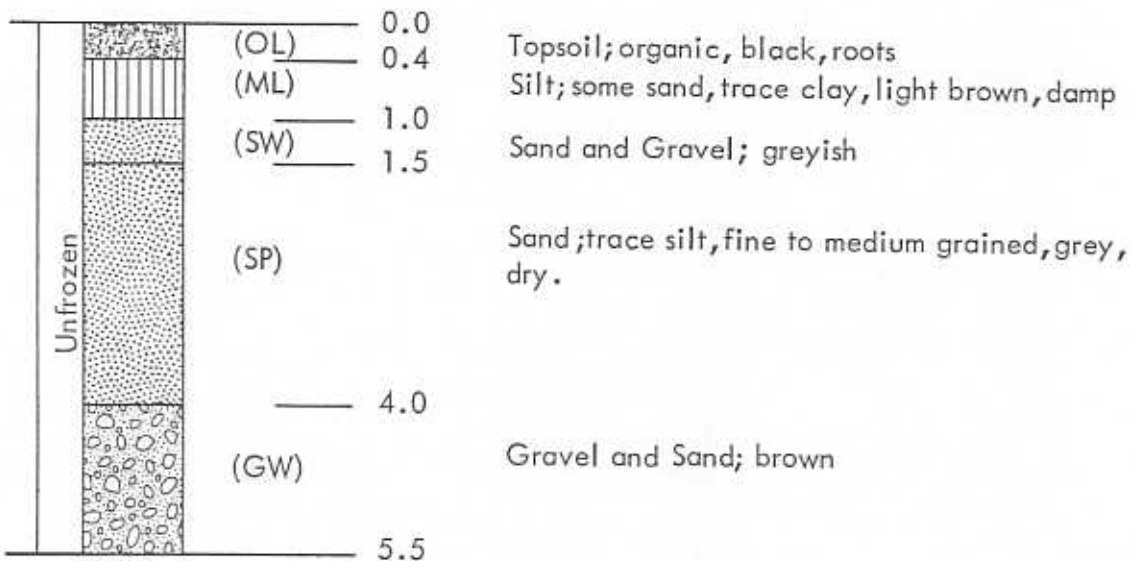 0.0
(OL)
Topsoil; organic, black, roots
0.4
(ML)
Silt; some sand, trace clay, light brown, damp
1.0
(SW)
Sand and Gravel; greyish
1.5
Unfrozen
(SP)
Sand; trace silt, fine to medium grained, grey,
dry.
4.0
(GW)
Gravel and Sand; brown
5.5